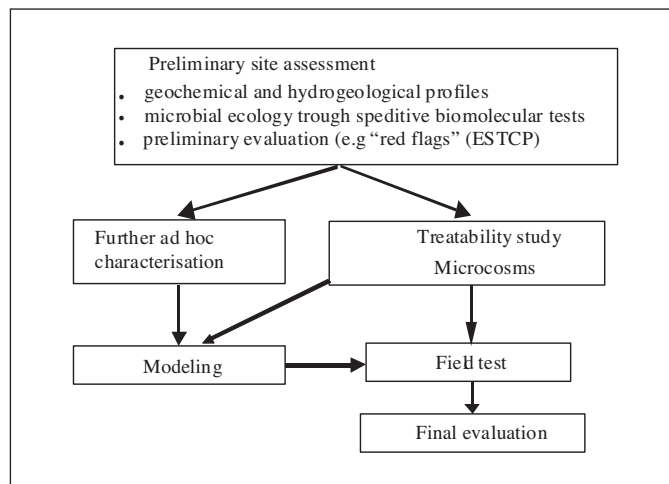 Preliminary site assessment
• geochemical and hydrogeological profiles
• microbial ecology trough speditive biomolecular tests
• preliminary evaluation (e.g “red flags” (ESTCP)
Further ad hoc
characterisation
Treatability study
Microcosms
Modeling
Field test
Final evaluation